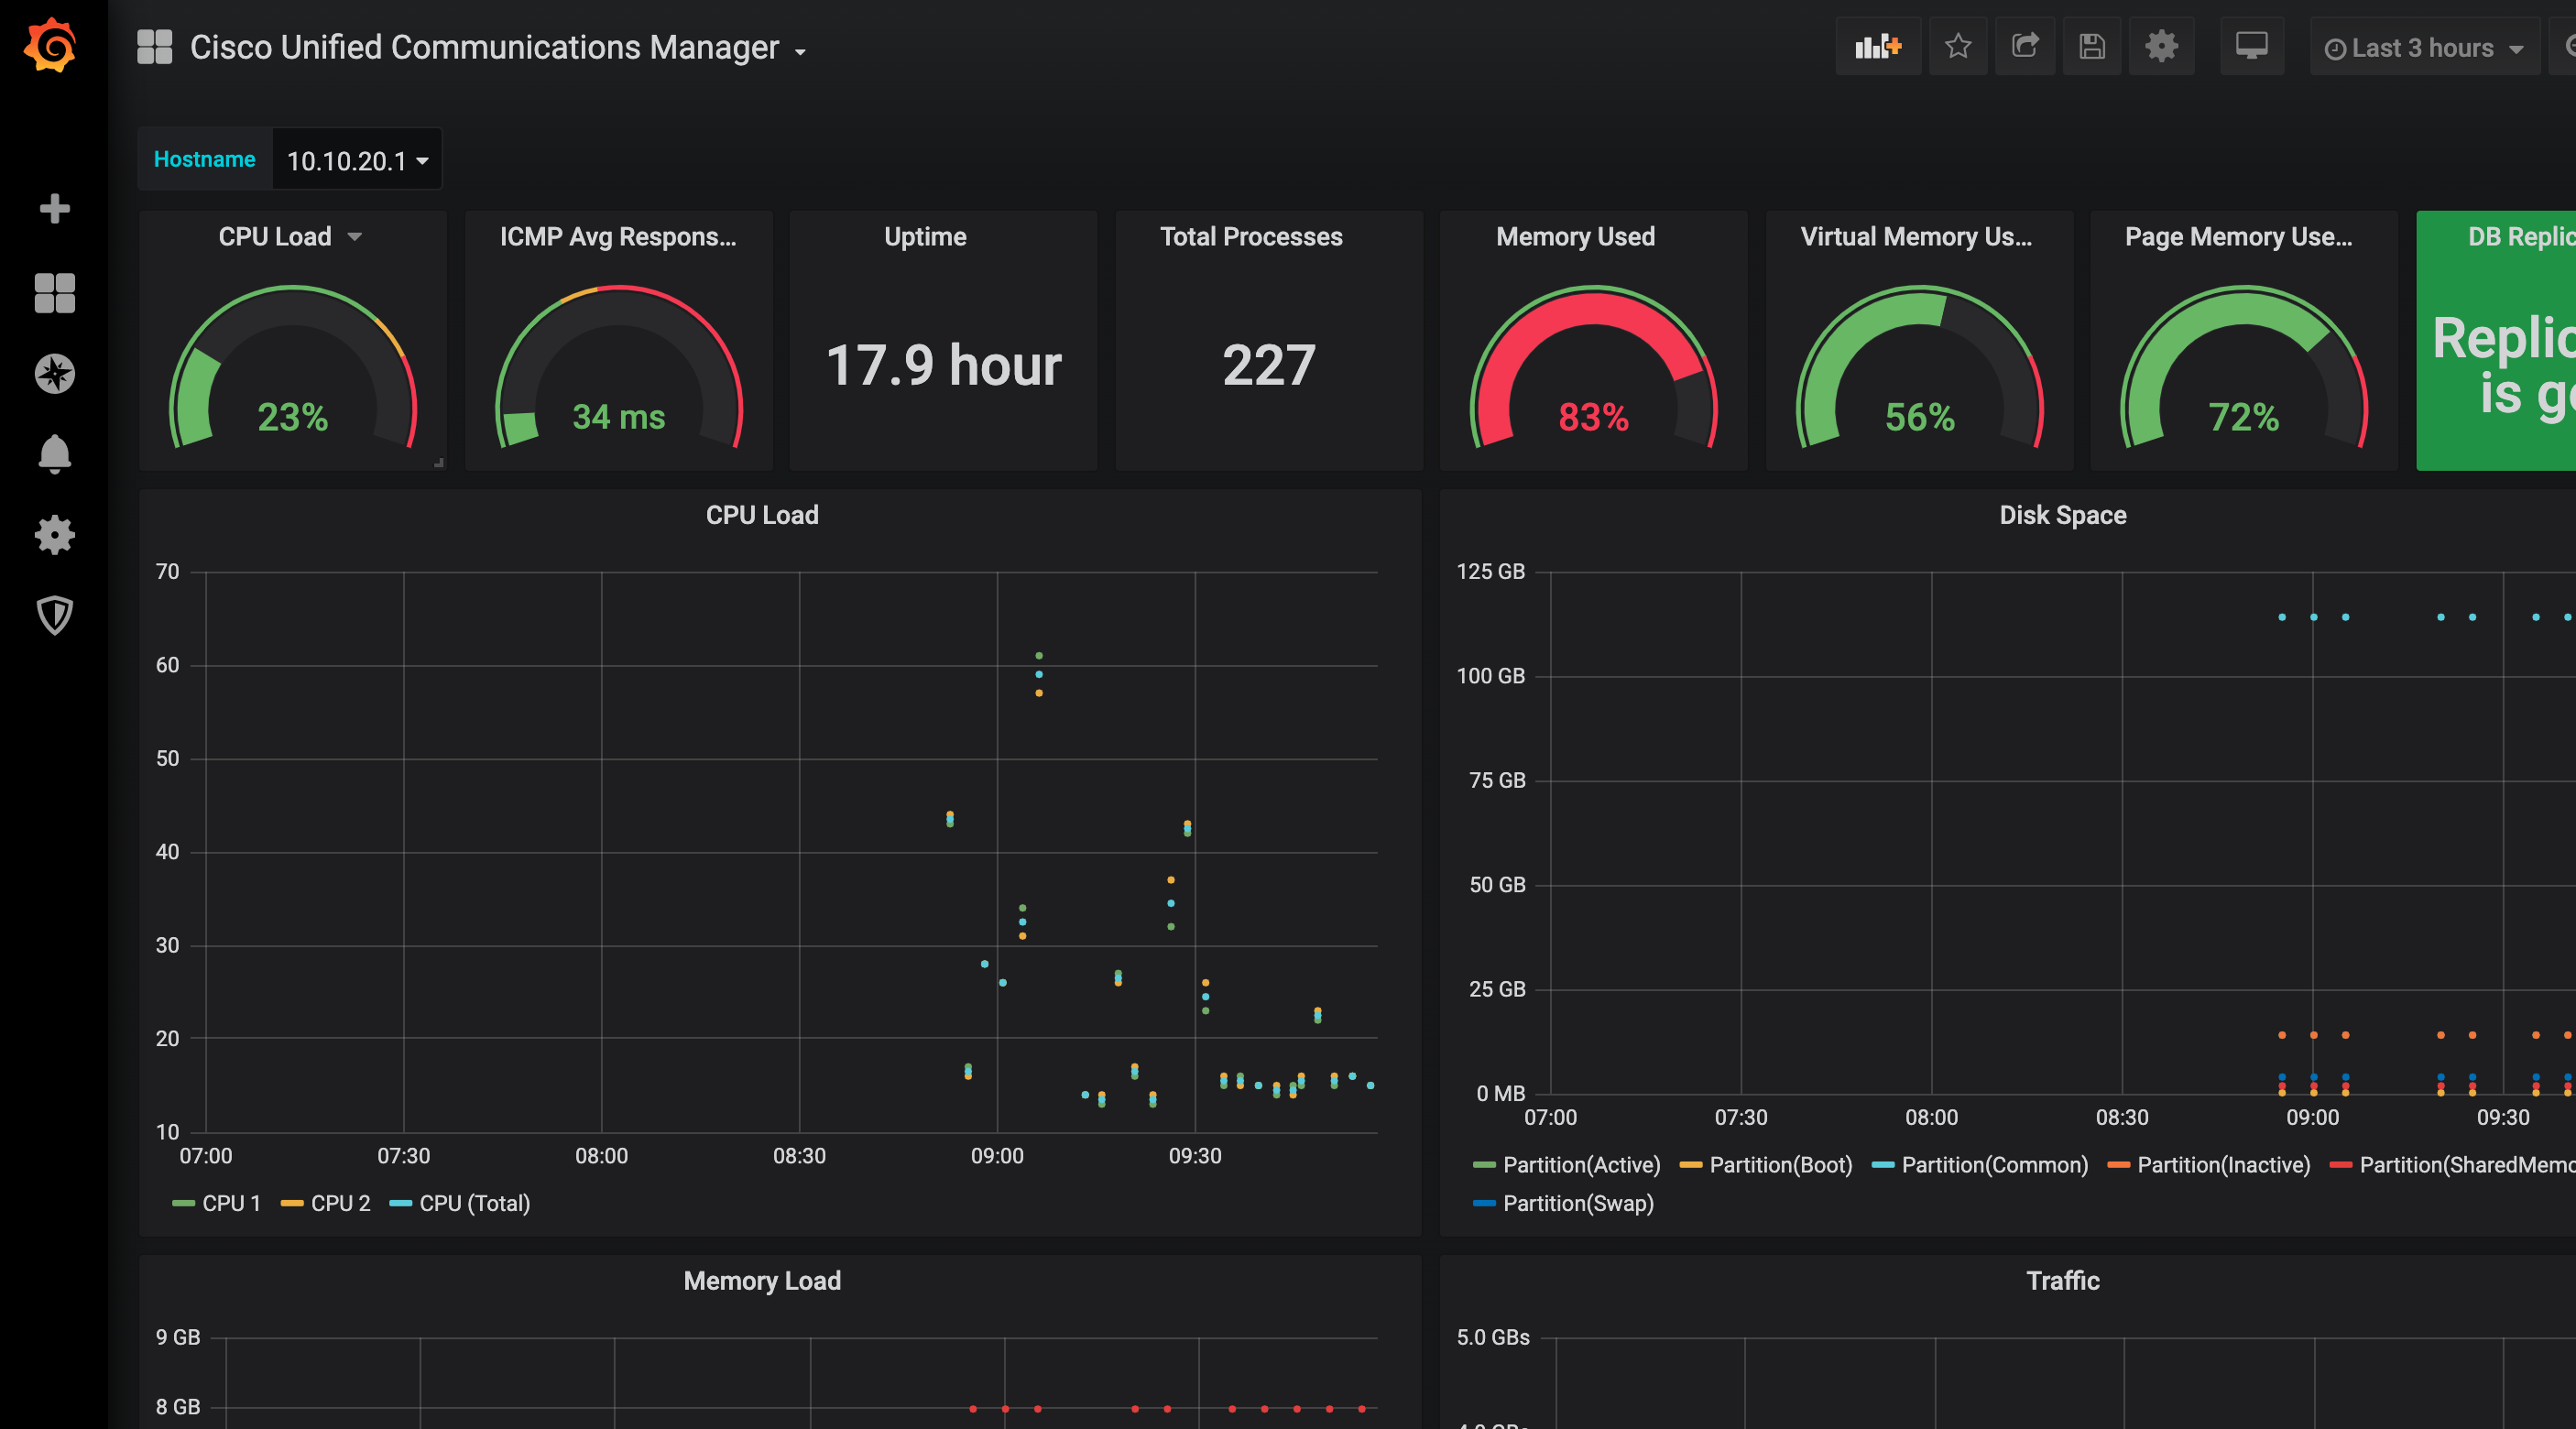 Cisco Unified Communications Manager
Last 3 hours
Hostname 10.10.20.1
CPU Load
23%
ICMP Avg Respons...
34 ms
Uptime
17.9 hour
Total Processes
227
Memory Used
83%
Virtual Memory Us...
56%
Page Memory Use...
72%
DB Replic
Replic
is go
CPU Load
70
60
50
40
30
20
10
07:00 07:30 08:00 08:30 09:00 09:30
CPU 1 CPU 2 CPU (Total)
Disk Space
125 GB
100 GB
75 GB
50 GB
25 GB
0 MB
07:00 07:30 08:00 08:30 09:00 09:30
Partition(Active) Partition(Boot) Partition(Common) Partition(Inactive) Partition(SharedMemo
Partition(Swap)
Memory Load
9 GB
8 GB
Traffic
5.0 GBs